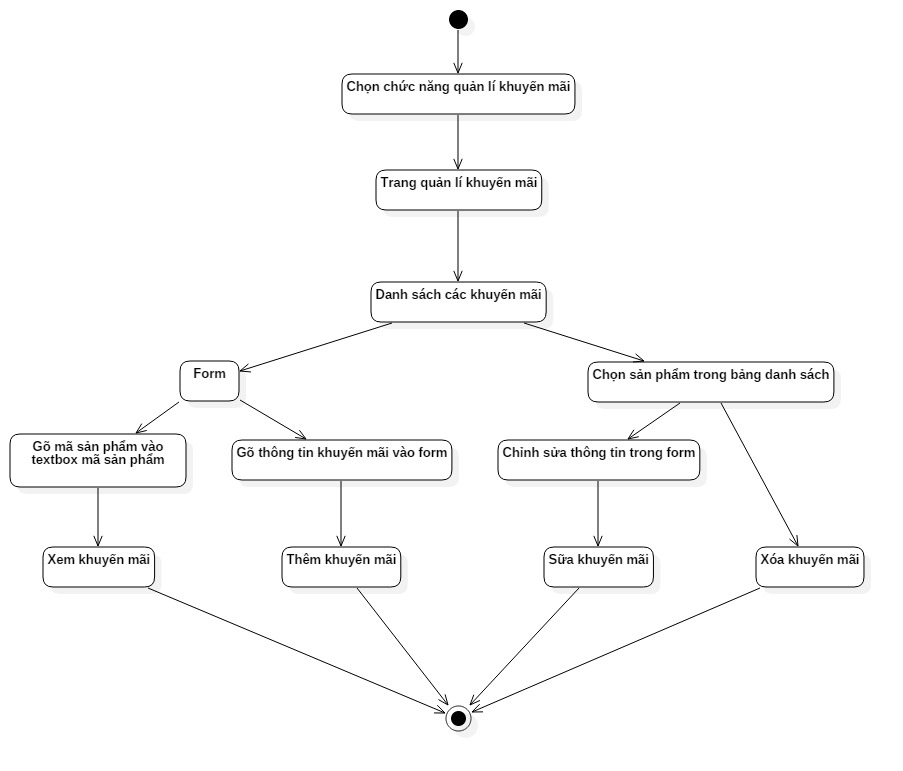 Chọn chức năng quản lí khuyến mãi
Trang quản lí khuyến mãi
Danh sách các khuyến mãi
Form
Chọn sản phẩm trong bảng danh sách
Gõ mã sản phẩm vào
textbox mã sản phẩm
Gõ thông tin khuyến mãi vào form
Chỉnh sửa thông tin trong form
Xem khuyến mãi
Thêm khuyến mãi
Sữa khuyến mãi
Xóa khuyến mãi